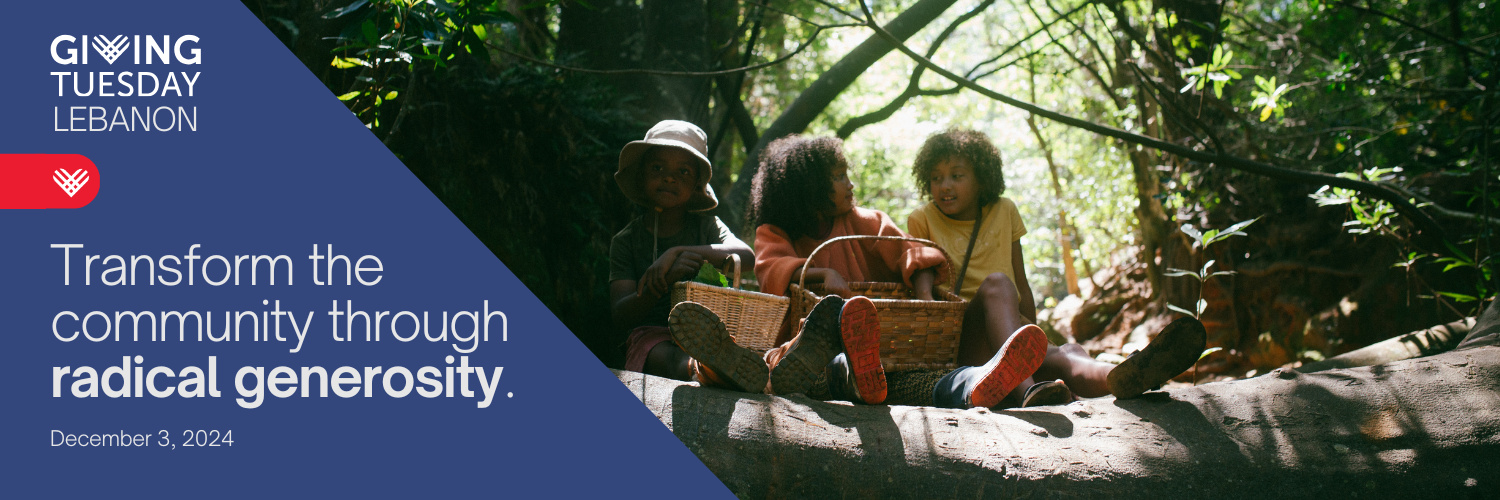 GIVING
TUESDAY
LEBANON
Transform the
community through
radical generosity.
December 3, 2024